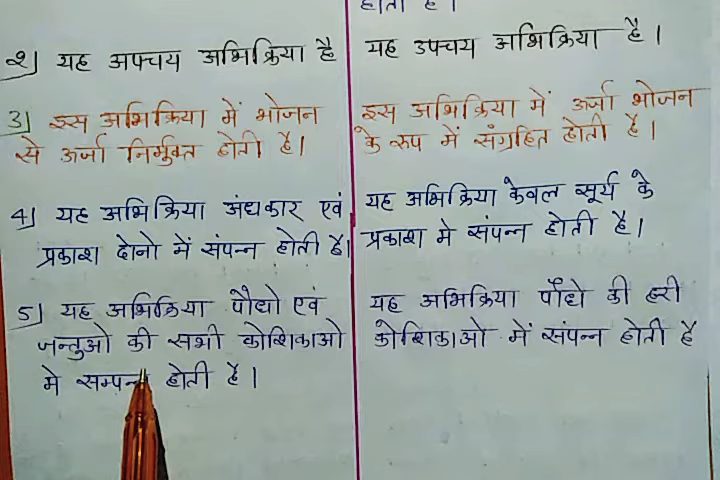 होता है।
2) यह अपचय अभिक्रिया है
यह उपचय अभिक्रिया है।
3) इस अभिक्रिया में भोजन
से ऊर्जा निर्मुक्त होती है।
इस अभिक्रिया में ऊर्जा भोजन
के रूप में संग्रहित होती है।
4) यह अभिक्रिया अंधकार एवं
प्रकाश दोनो में संपन्न होती है।
यह अभिक्रिया केवल सूर्य के
प्रकाश मे संपन्न होती है।
5) यह अभिक्रिया पौधो एवं
जन्तुओ की सभी कोशिकाओ
मे सम्पन्न होती है।
यह अभिक्रिया पौधो की हरी
कोशिकाओ में संपन्न होती है